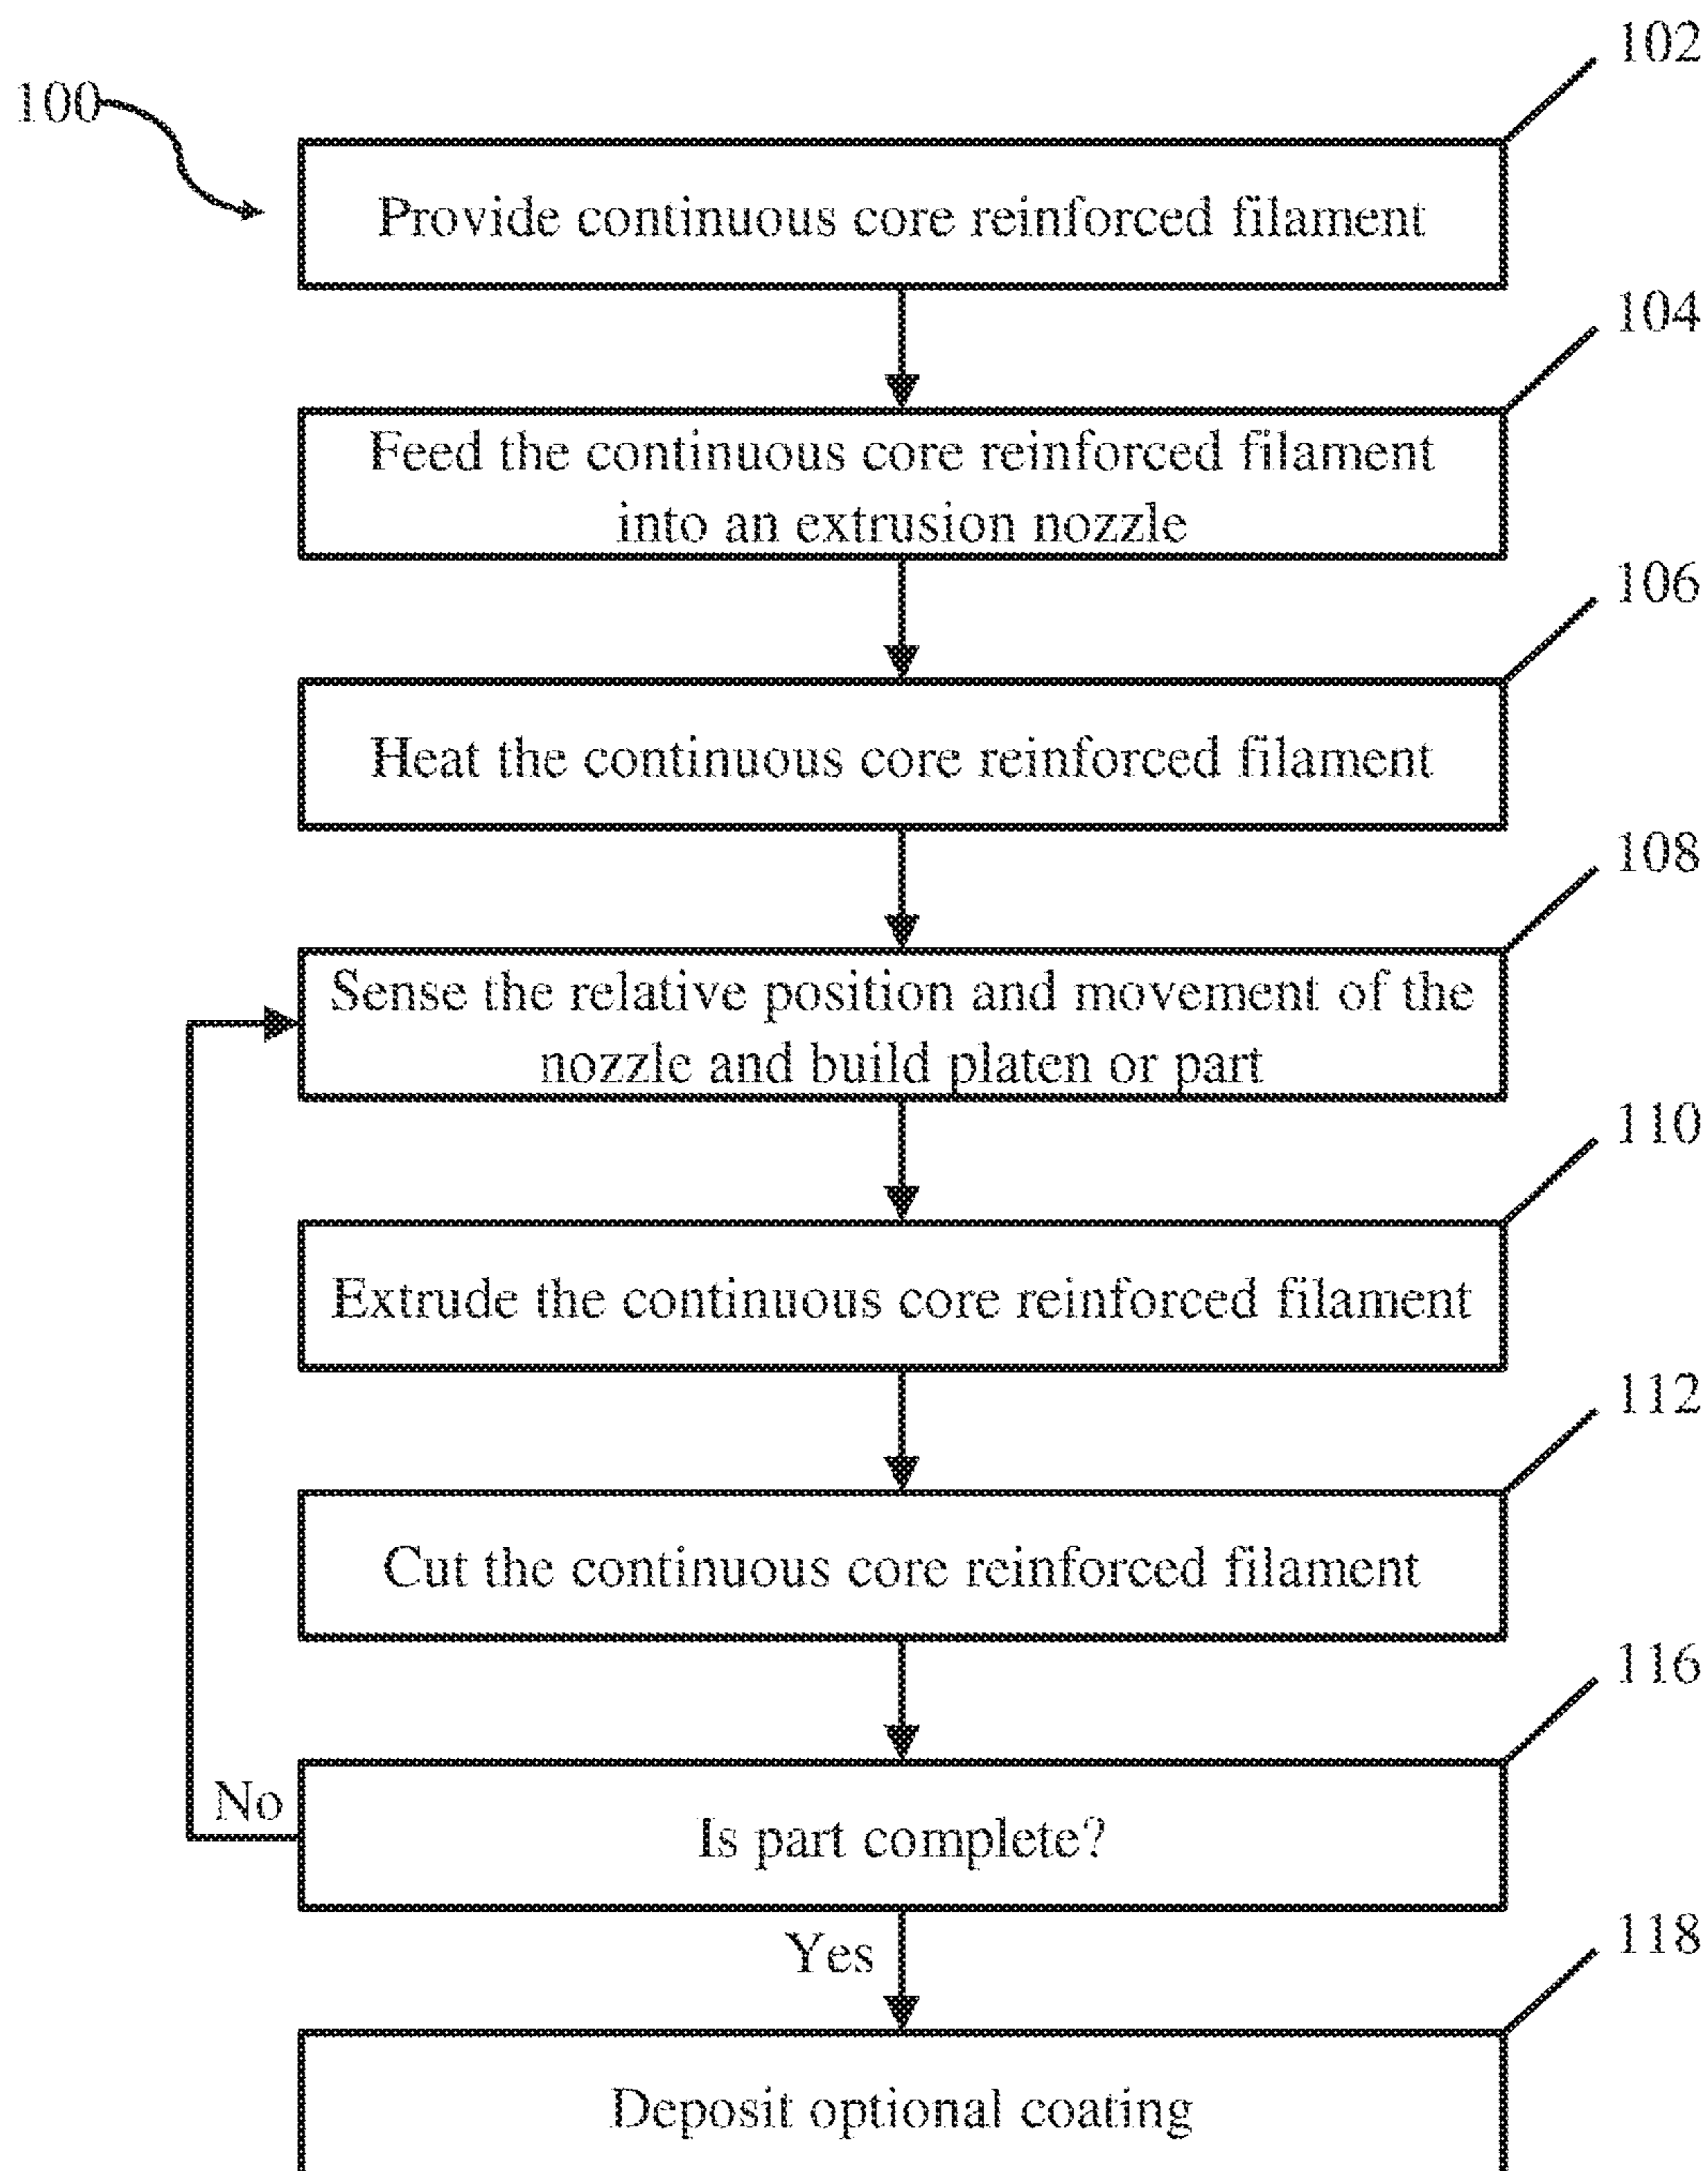 102
100
Provide continuous core reinforced filament
104
Feed the continuous core reinforced filament
into an extrusion nozzle
106
Heat the continuous core reinforced filament
108
Sense the relative position and movement of the
nozzle and build platen or part
110
Extrude the continuous core reinforced filament
112
Cut the continuous core reinforced filament
116
No
Is part complete?
Yes
118
Deposit optional coating